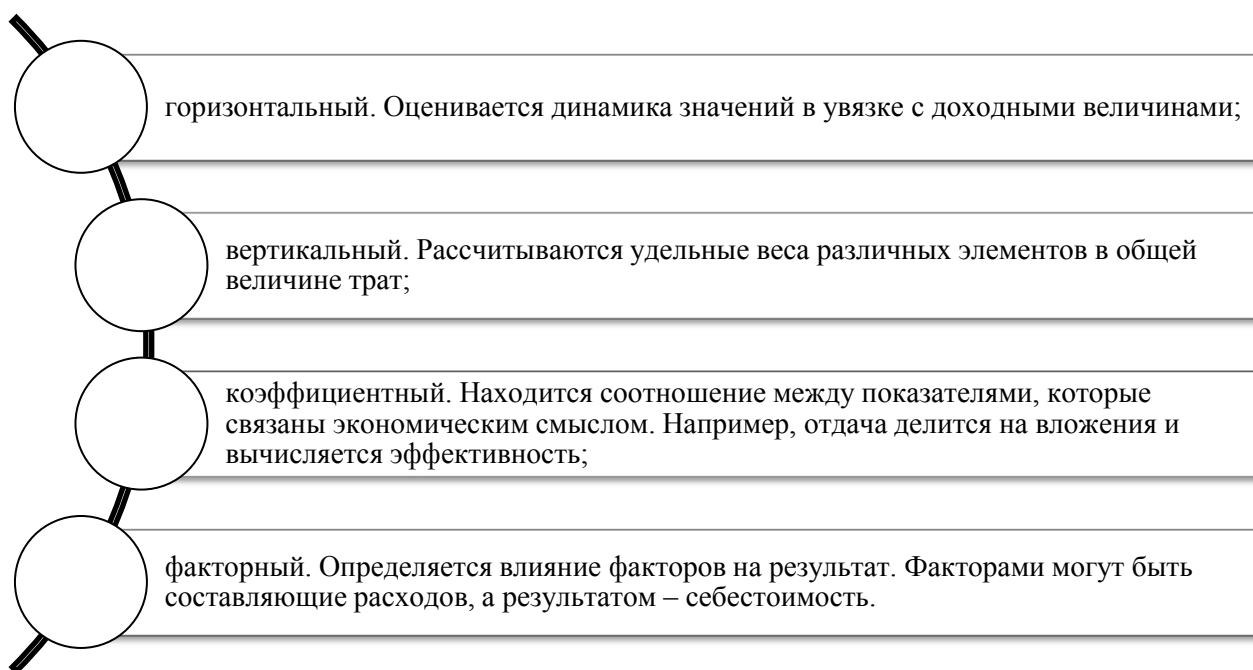 горизонтальный. Оценивается динамика значений в увязке с доходными величинами;
вертикальный. Рассчитываются удельные веса различных элементов в общей
величине трат;
коэффициентный. Находится соотношение между показателями, которые
связаны экономическим смыслом. Например, отдача делится на вложения и
вычисляется эффективность;
факторный. Определяется влияние факторов на результат. Факторами могут быть
составляющие расходов, а результатом – себестоимость.